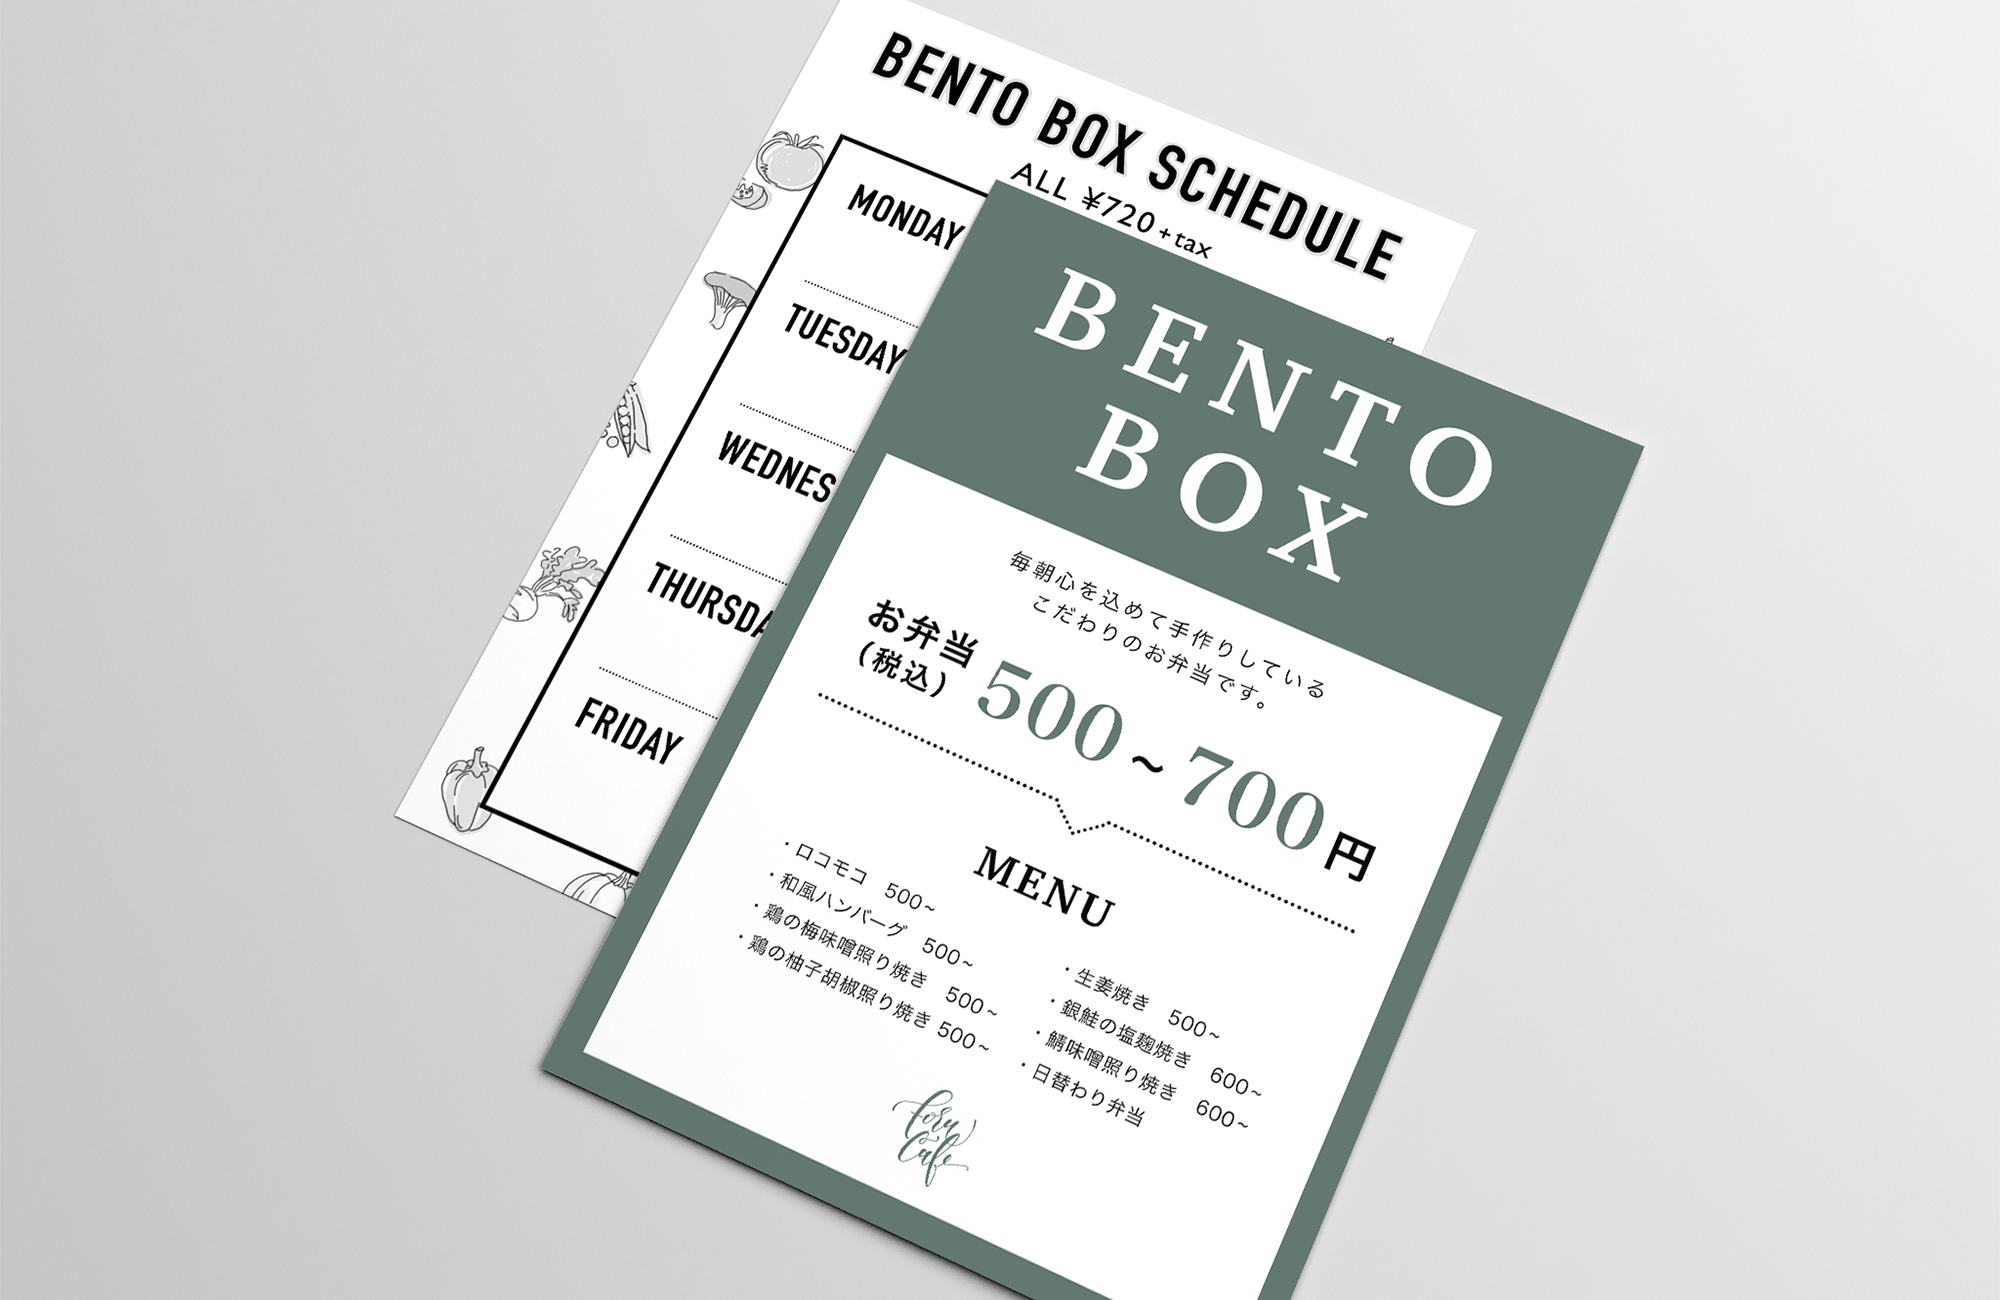 BENTO BOX SCHEDULE
ALL ¥720 + tax
MONDAY
TUESDAY
WEDNES
THURSDA
FRIDAY
BENTO
BOX
毎朝心を込めて手作りしている
こだわりのお弁当です。
お弁当
(税込)
500~700円
MENU
・ロコモコ 500~
・和風ハンバーグ 500~
・鶏の梅味噌照り焼き 500~
・鶏の柚子胡椒照り焼き 500~
・生姜焼き 500~
・銀鮭の塩麹焼き 600~
・鯖味噌照り焼き 600~
・日替わり弁当
Cafe